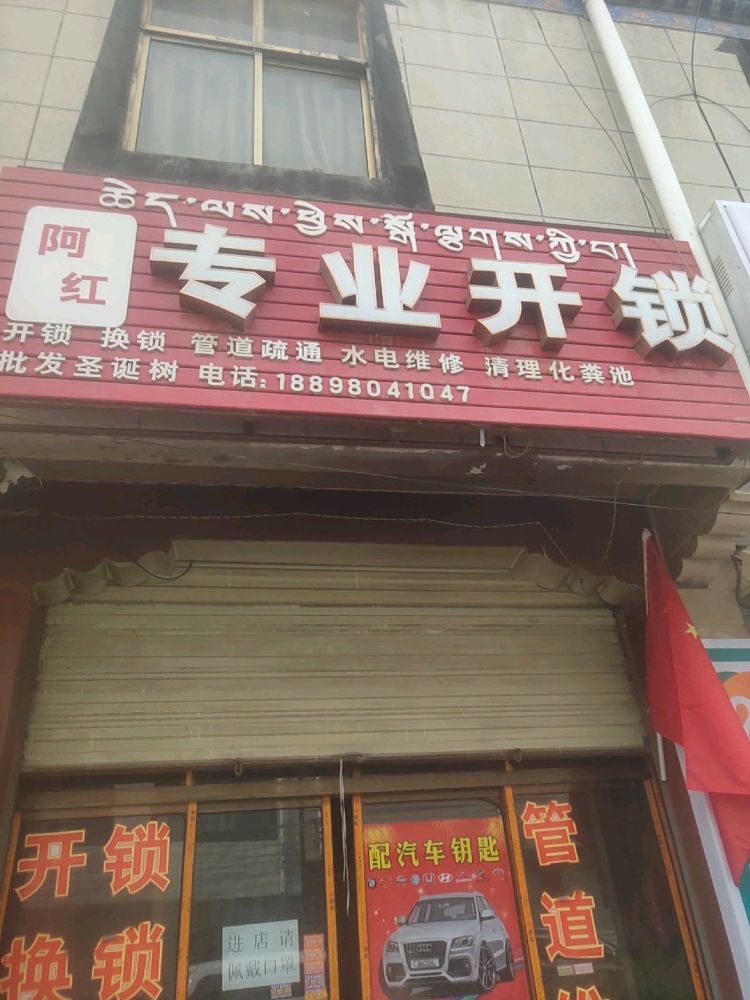 阿红
专业开锁
开锁 换锁 管道疏通 水电维修 清理化粪池
批发圣诞树 电话:18898041047
开锁
换锁
进店请
佩戴口罩
配汽车钥匙
管道